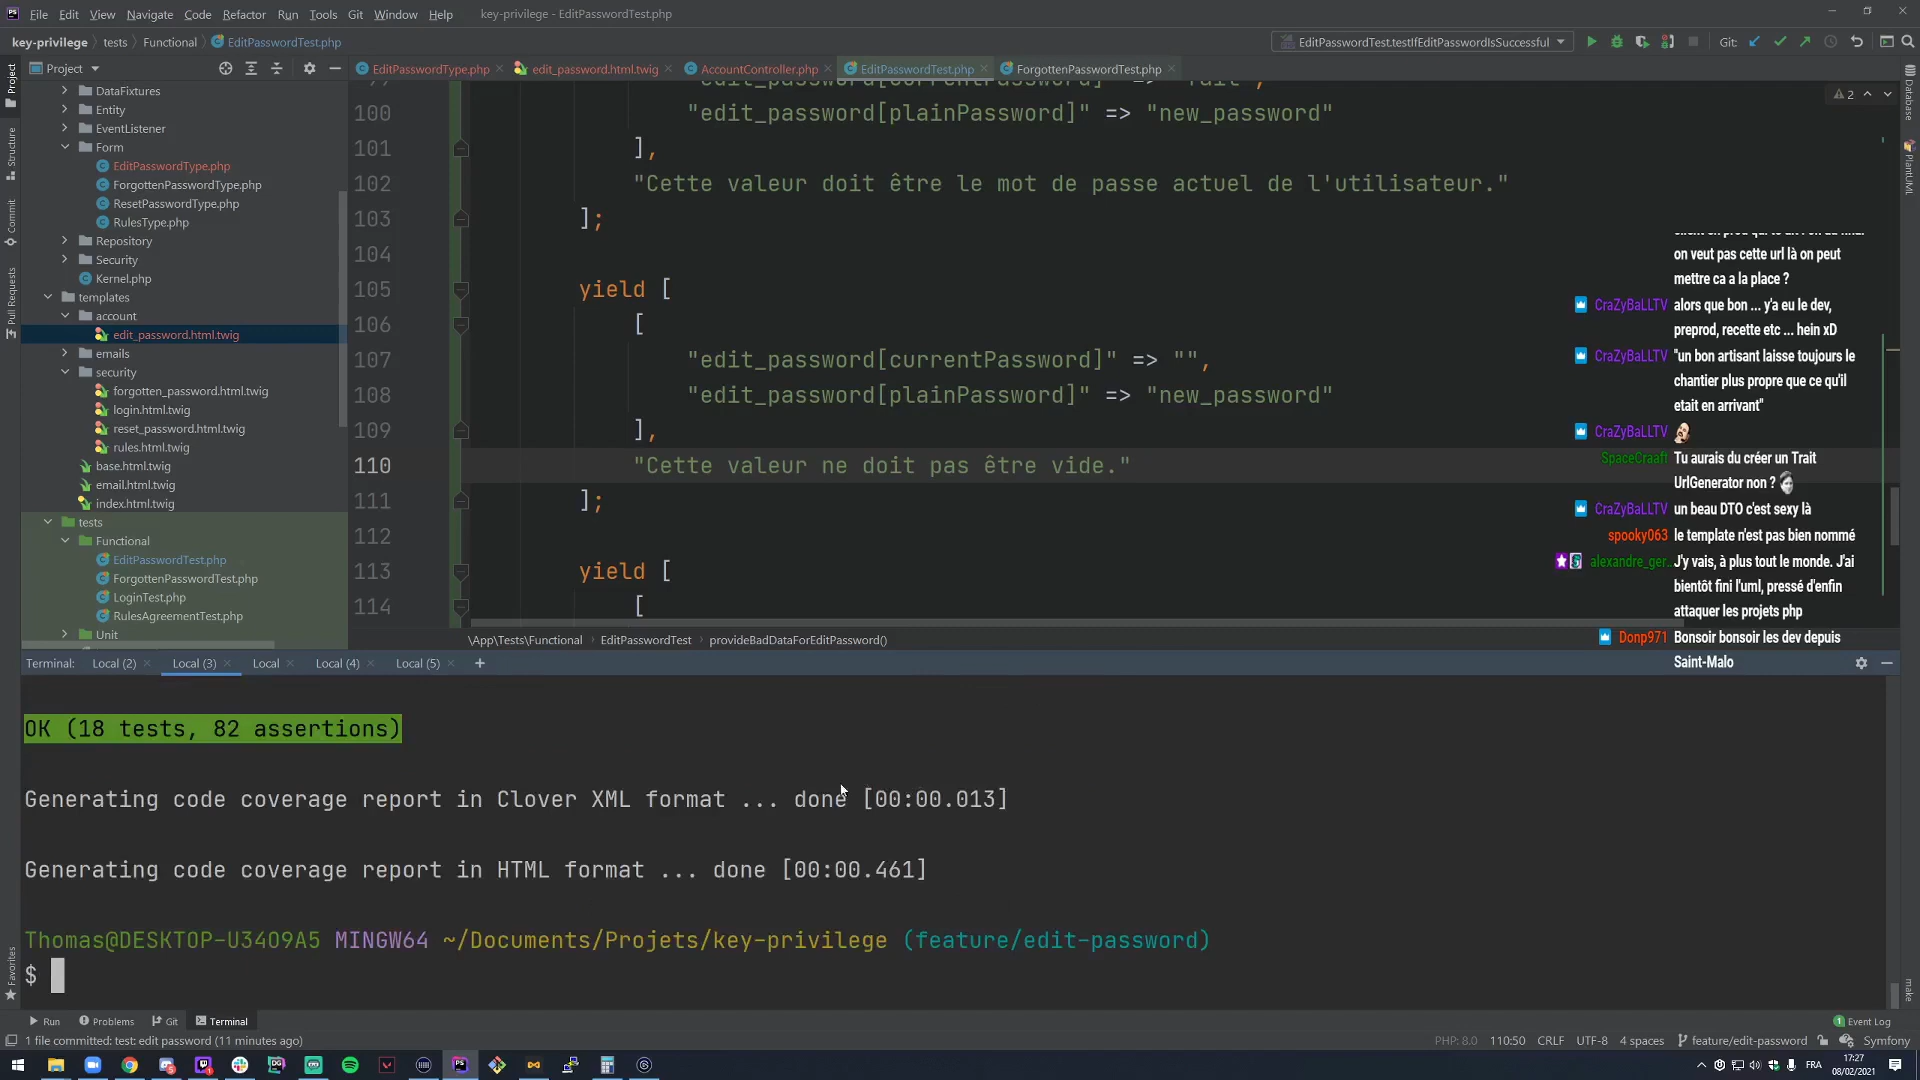 File Edit View Navigate Code Refactor Run Tools Git Window Help key-privilege - EditPasswordTest.php
key-privilege tests Functional EditPasswordTest.php EditPasswordTest.testIfEditPasswordIsSuccessful Git:
Project EditPasswordType.php edit_password.html.twig AccountController.php EditPasswordTest.php ForgottenPasswordTest.php
Project
Structure
Commit
Pull Requests
Favorites
Database
PlantUML
make
DataFixtures
Entity
EventListener
Form
EditPasswordType.php
ForgottenPasswordType.php
ResetPasswordType.php
RulesType.php
Repository
Security
Kernel.php
templates
account
edit_password.html.twig
emails
security
forgotten_password.html.twig
login.html.twig
reset_password.html.twig
rules.html.twig
base.html.twig
email.html.twig
index.html.twig
tests
Functional
EditPasswordTest.php
ForgottenPasswordTest.php
LoginTest.php
RulesAgreementTest.php
Unit
2
100 "edit_password[plainPassword]" => "new_password"
101 ],
102 "Cette valeur doit être le mot de passe actuel de l'utilisateur."
103 ];
104
105 yield [
106 [
107 "edit_password[currentPassword]" => "",
108 "edit_password[plainPassword]" => "new_password"
109 ],
110 "Cette valeur ne doit pas être vide."
111 ];
112
113 yield [
114 [
\App\Tests\Functional EditPasswordTest provideBadDataForEditPassword()
on veut pas cette url là on peut
mettre ca a la place ?
CraZyBaLLTV alors que bon ... y'a eu le dev,
preprod, recette etc ... hein xD
CraZyBaLLTV "un bon artisant laisse toujours le
chantier plus propre que ce qu'il
etait en arrivant"
CraZyBaLLTV
SpaceCraaft Tu aurais du créer un Trait
UrlGenerator non ?
CraZyBaLLTV un beau DTO c'est sexy là
spooky063 le template n'est pas bien nommé
alexandre_ger... J'y vais, à plus tout le monde. J'ai
bientôt fini l'uml, pressé d'enfin
attaquer les projets php
Donp971 Bonsoir bonsoir les dev depuis
Saint-Malo
Terminal: Local (2) Local (3) Local Local (4) Local (5) +
OK (18 tests, 82 assertions)
Generating code coverage report in Clover XML format ... done [00:00.013]
Generating code coverage report in HTML format ... done [00:00.461]
Thomas@DESKTOP-U34O9A5 MINGW64 ~/Documents/Projets/key-privilege (feature/edit-password)
$
Run Problems Git Terminal 1 Event Log
1 file committed: test: edit password (11 minutes ago) PHP: 8.0 110:50 CRLF UTF-8 4 spaces feature/edit-password Symfony
FRA 17:27
08/02/2021